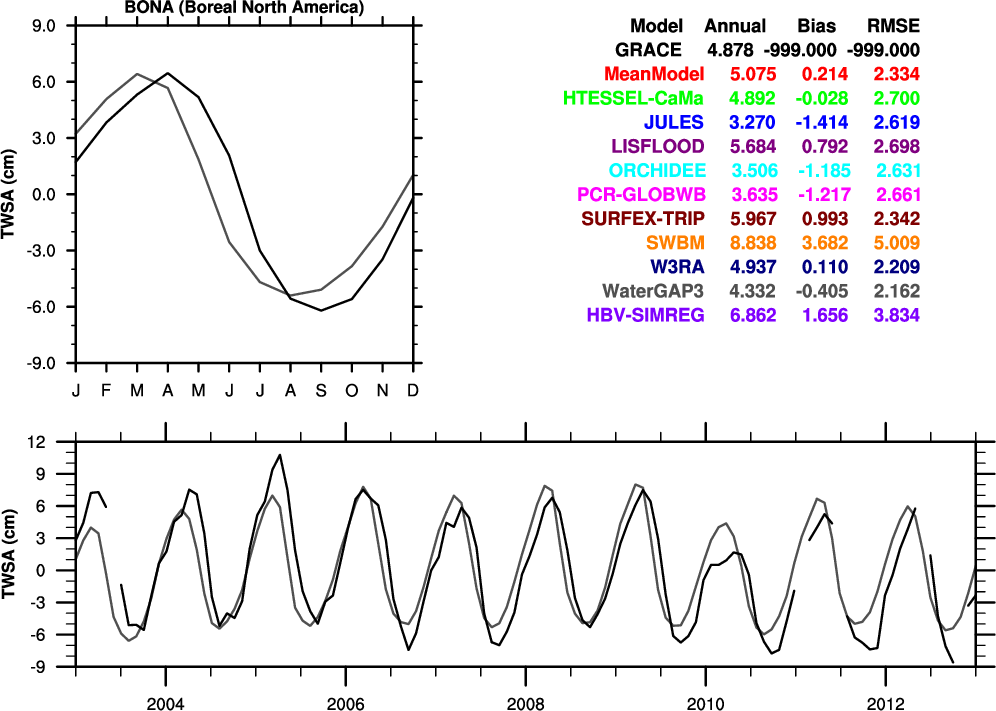 BONA (Boreal North America)
9.0
6.0
3.0
0.0
-3.0
-6.0
-9.0
TWSA (cm)
J F M A M J J A S O N D
Model Annual Bias RMSE
GRACE 4.878 -999.000 -999.000
MeanModel 5.075 0.214 2.334
HTESSEL-CaMa 4.892 -0.028 2.700
JULES 3.270 -1.414 2.619
LISFLOOD 5.684 0.792 2.698
ORCHIDEE 3.506 -1.185 2.631
PCR-GLOBWB 3.635 -1.217 2.661
SURFEX-TRIP 5.967 0.993 2.342
SWBM 8.838 3.682 5.009
W3RA 4.937 0.110 2.209
WaterGAP3 4.332 -0.405 2.162
HBV-SIMREG 6.862 1.656 3.834
12
9
6
3
0
-3
-6
-9
TWSA (cm)
2004 2006 2008 2010 2012